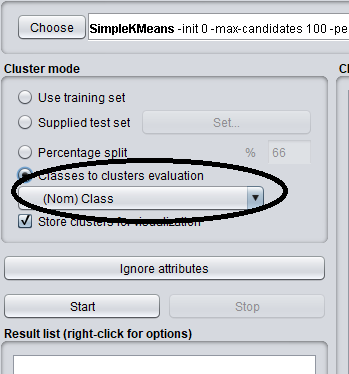 Choose SimpleKMeans -init 0 -max-candidates 100 -pe
Cluster mode
Use training set
Supplied test set Set...
Percentage split % 66
Classes to clusters evaluation
(Nom) Class
Store clusters for visualization
Ignore attributes
Start Stop
Result list (right-click for options)